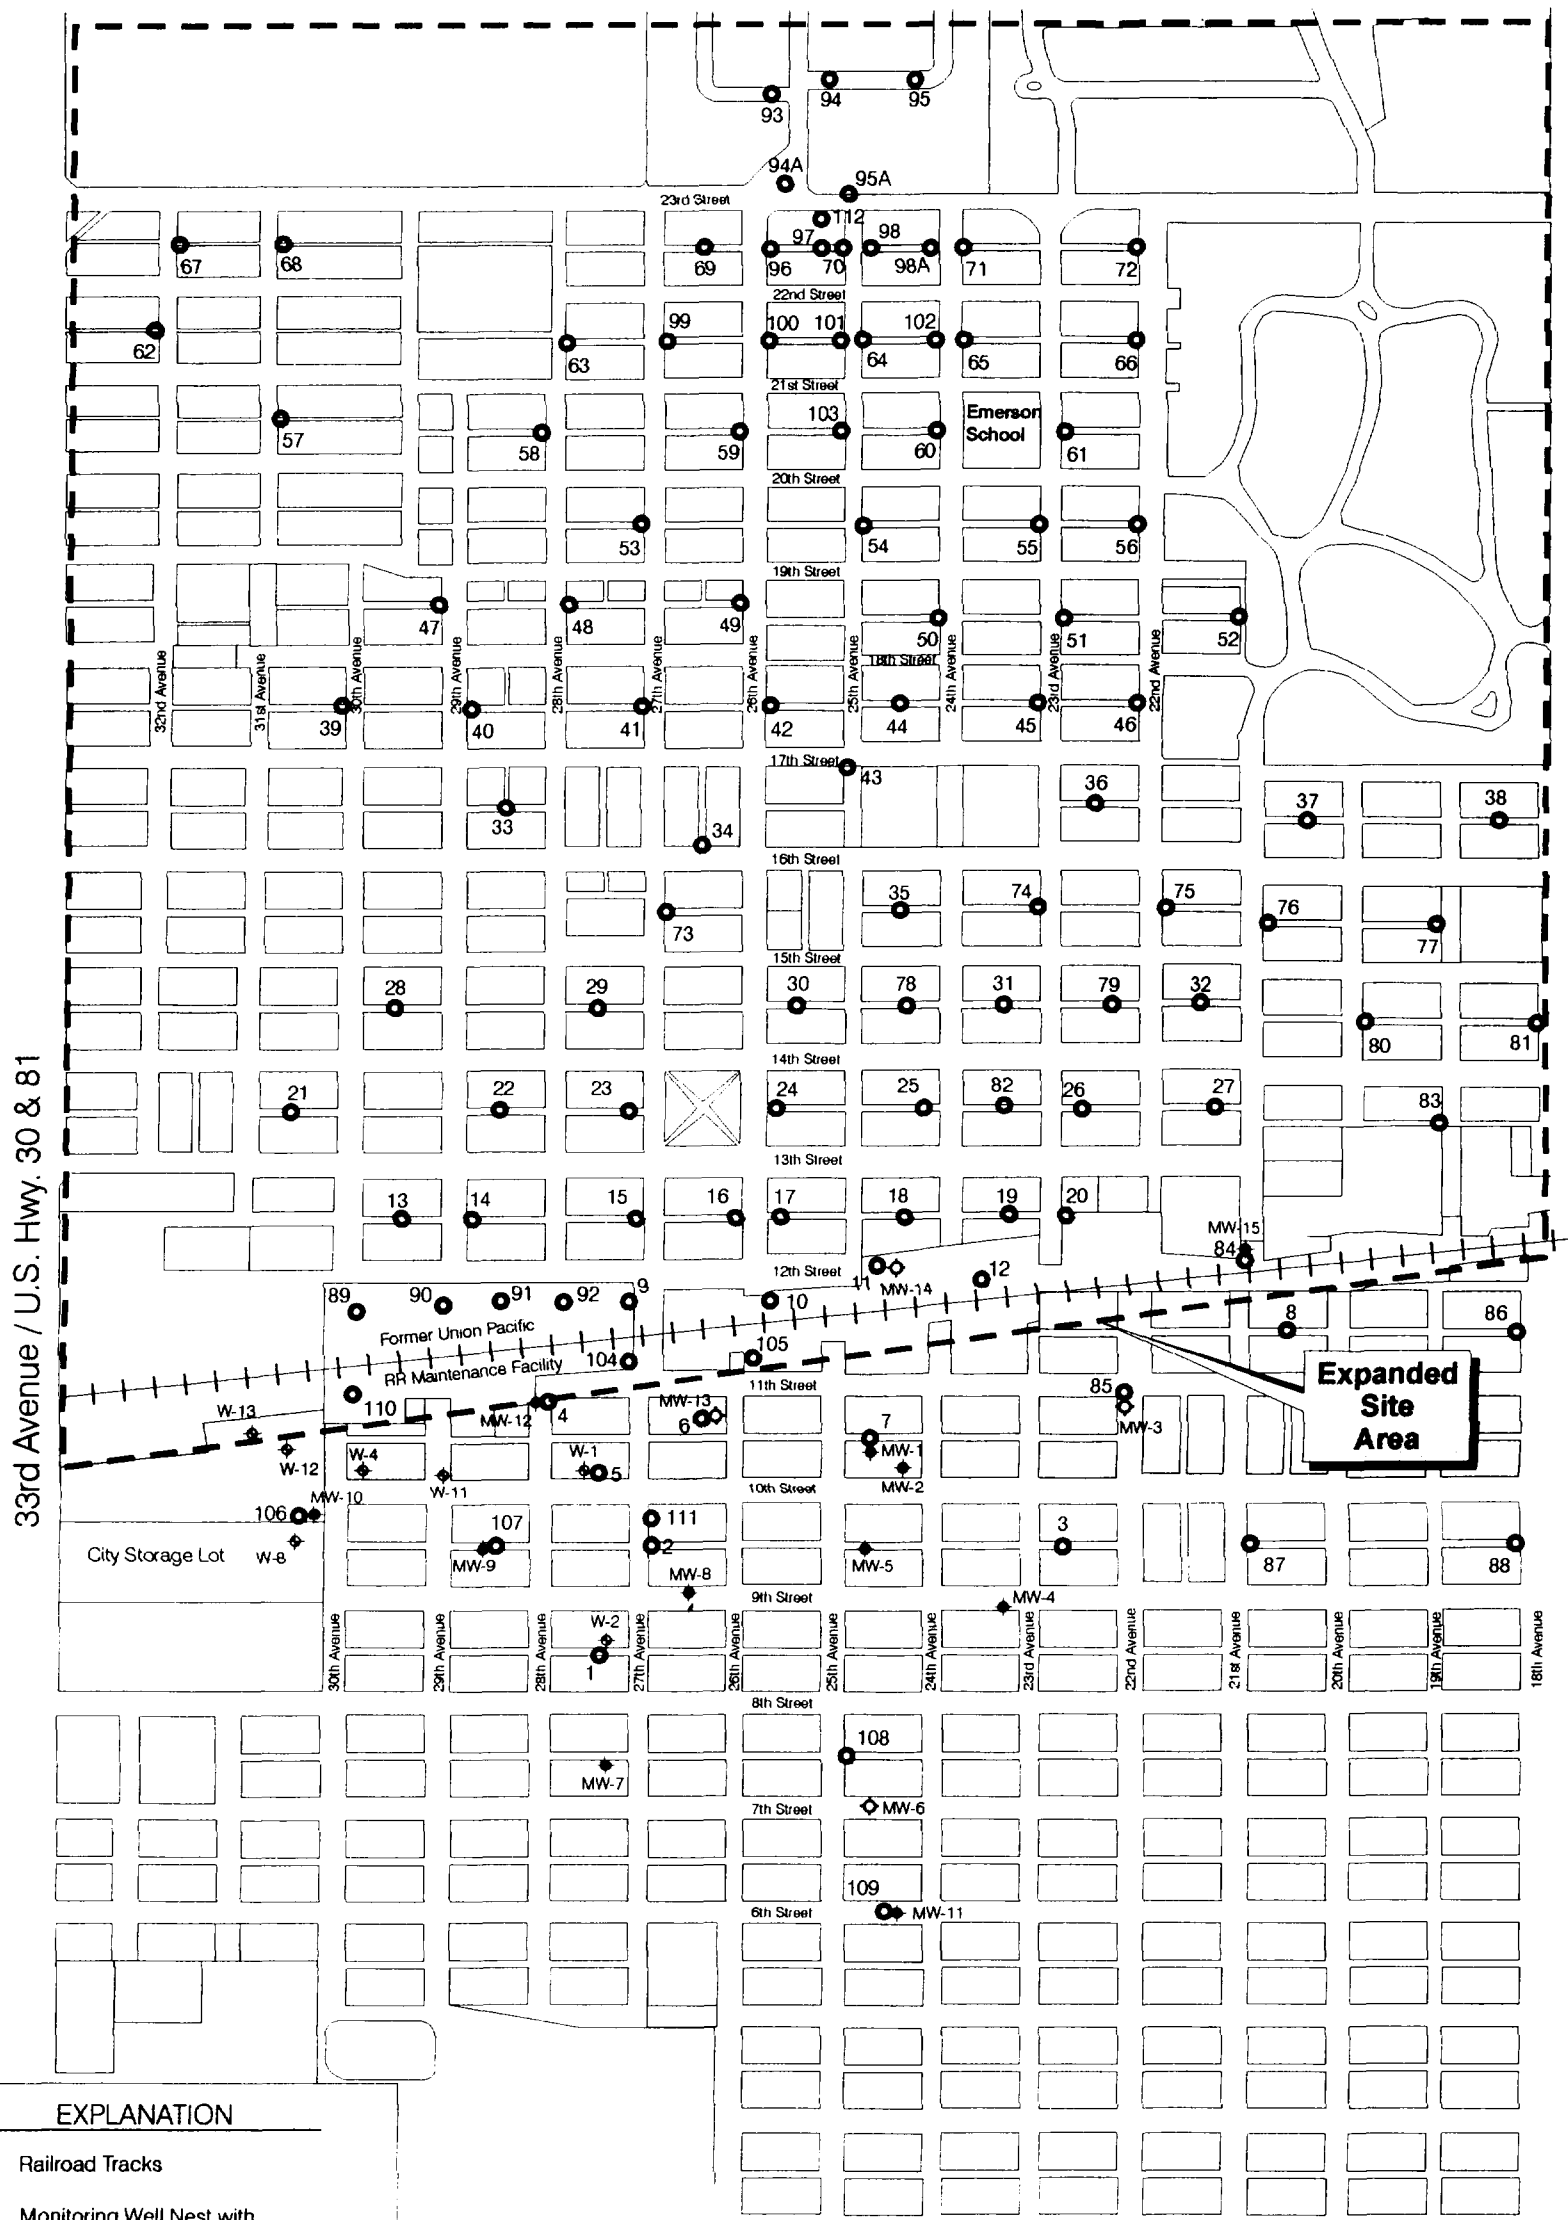 93
94
95
94A
95A
23rd Street
112
97
98
67
68
69
96
70
98A
71
72
22nd Street
99
100
101
102
62
63
64
65
66
21st Street
103
Emerson
School
57
58
59
60
61
20th Street
53
54
55
56
19th Street
47
48
49
50
51
52
18th Street
32nd Avenue
31st Avenue
30th Avenue
29th Avenue
28th Avenue
27th Avenue
26th Avenue
25th Avenue
24th Avenue
23rd Avenue
22nd Avenue
39
40
41
42
44
45
46
17th Street
43
36
37
38
33
34
16th Street
35
74
75
76
73
77
15th Street
28
29
30
78
31
79
32
80
81
14th Street
21
22
23
24
25
82
26
27
83
13th Street
13
14
15
16
17
18
19
20
MW-15
84
12th Street
11
MW-14
12
33rd Avenue / U.S. Hwy. 30 & 81
89
90
91
92
9
10
8
86
Former Union Pacific
RR Maintenance Facility
104
105
11th Street
Expanded
Site
Area
110
W-13
MW-12
4
MW-13
6
7
85
MW-3
W-12
W-4
W-11
W-1
5
MW-1
MW-2
10th Street
106
MW-10
107
111
2
3
City Storage Lot
W-8
MW-9
MW-8
MW-5
87
88
9th Street
MW-4
W-2
1
30th Avenue
29th Avenue
28th Avenue
27th Avenue
26th Avenue
25th Avenue
24th Avenue
23rd Avenue
22nd Avenue
21st Avenue
20th Avenue
19th Avenue
18th Avenue
8th Street
108
MW-7
7th Street
MW-6
109
6th Street
MW-11
EXPLANATION
Railroad Tracks
Monitoring Well Nest with